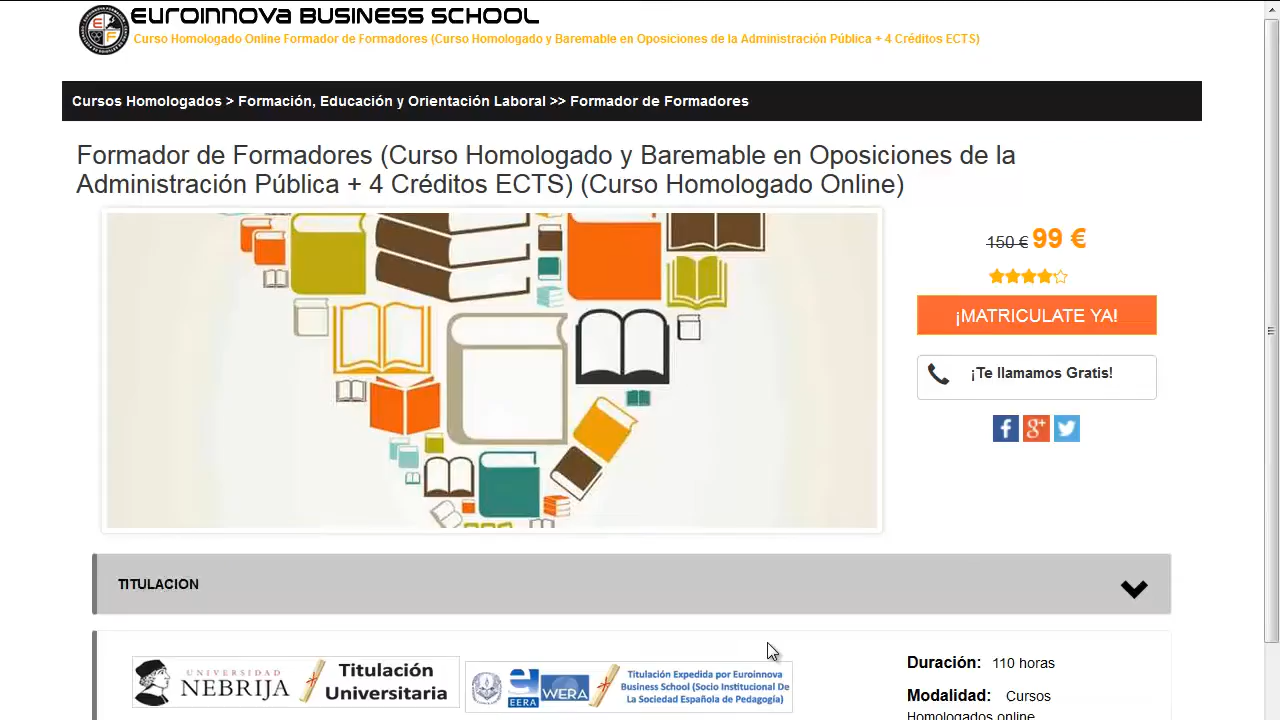 EUROINNOVA BUSINESS SCHOOL
Curso Homologado Online Formador de Formadores (Curso Homologado y Baremable en Oposiciones de la Administración Pública + 4 Créditos ECTS)
Cursos Homologados > Formación, Educación y Orientación Laboral >> Formador de Formadores
Formador de Formadores (Curso Homologado y Baremable en Oposiciones de la
Administración Pública + 4 Créditos ECTS) (Curso Homologado Online)
150 € 99 €
¡MATRICULATE YA!
¡Te llamamos Gratis!
TITULACION
UNIVERSIDAD
NEBRIJA
Titulación
Universitaria
EERA
WERA
Titulación Expedida por Euroinnova
Business School (Socio Institucional De
La Sociedad Española de Pedagogía)
Duración: 110 horas
Modalidad: Cursos
Homologados online